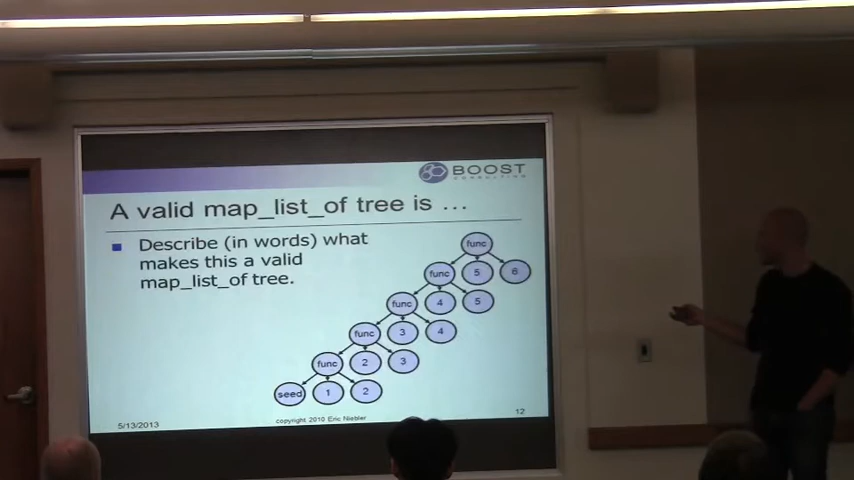 BOOST
CONSULTING
A valid map_list_of tree is ...
Describe (in words) what
makes this a valid
map_list_of tree.
func
func 5 6
func 4 5
func 3 4
func 2 3
seed 1 2
5/13/2013
copyright 2010 Eric Niebler
12